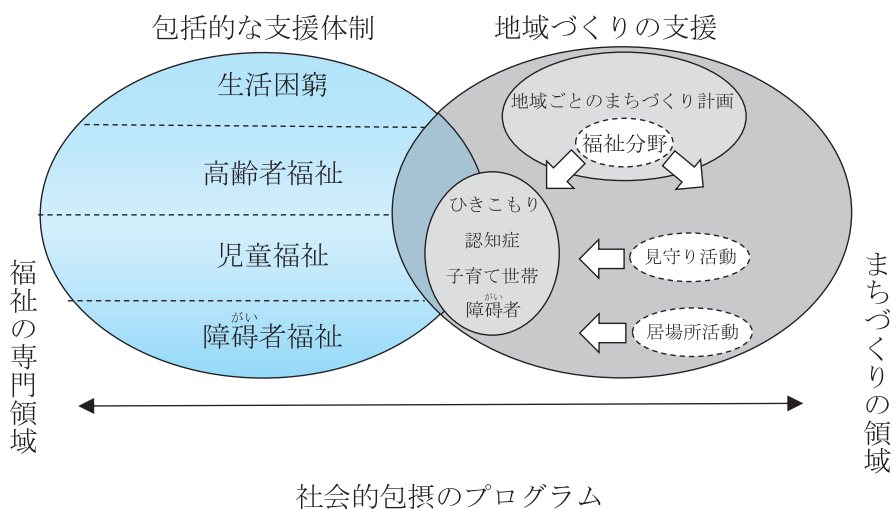 包括的な支援体制
地域づくりの支援
生活困窮
高齢者福祉
児童福祉
障碍者福祉
がい
地域ごとのまちづくり計画
福祉分野
ひきこもり
認知症
子育て世帯
障碍者
がい
見守り活動
居場所活動
福祉の専門領域
まちづくりの領域
社会的包摂のプログラム